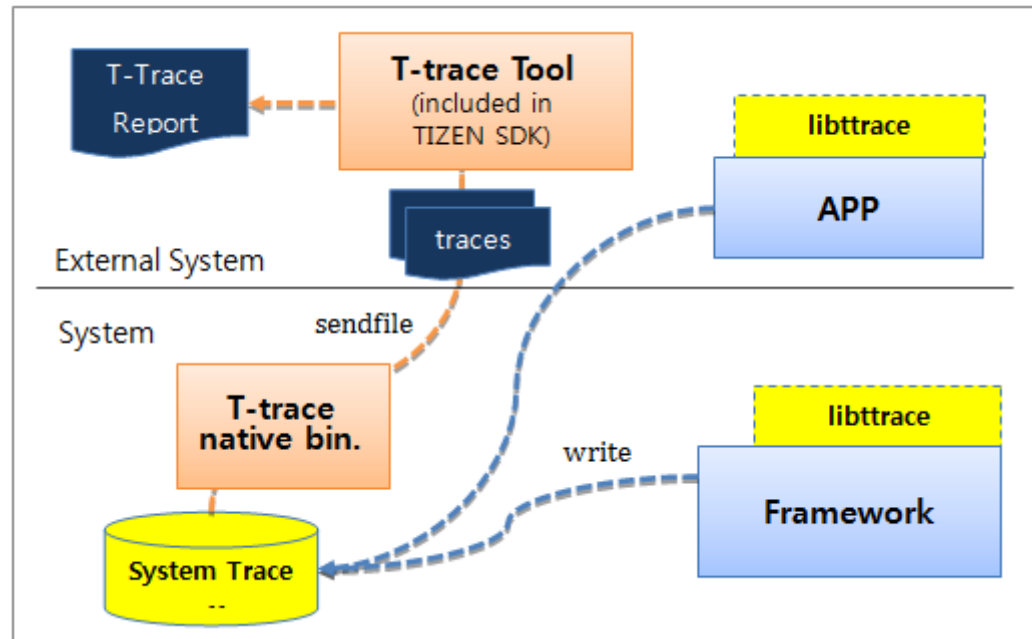 T-Trace
Report
T-trace Tool
(included in
TIZEN SDK)
libttrace
APP
traces
External System
sendfile
System
T-trace
native bin.
libttrace
write
Framework
System Trace
--